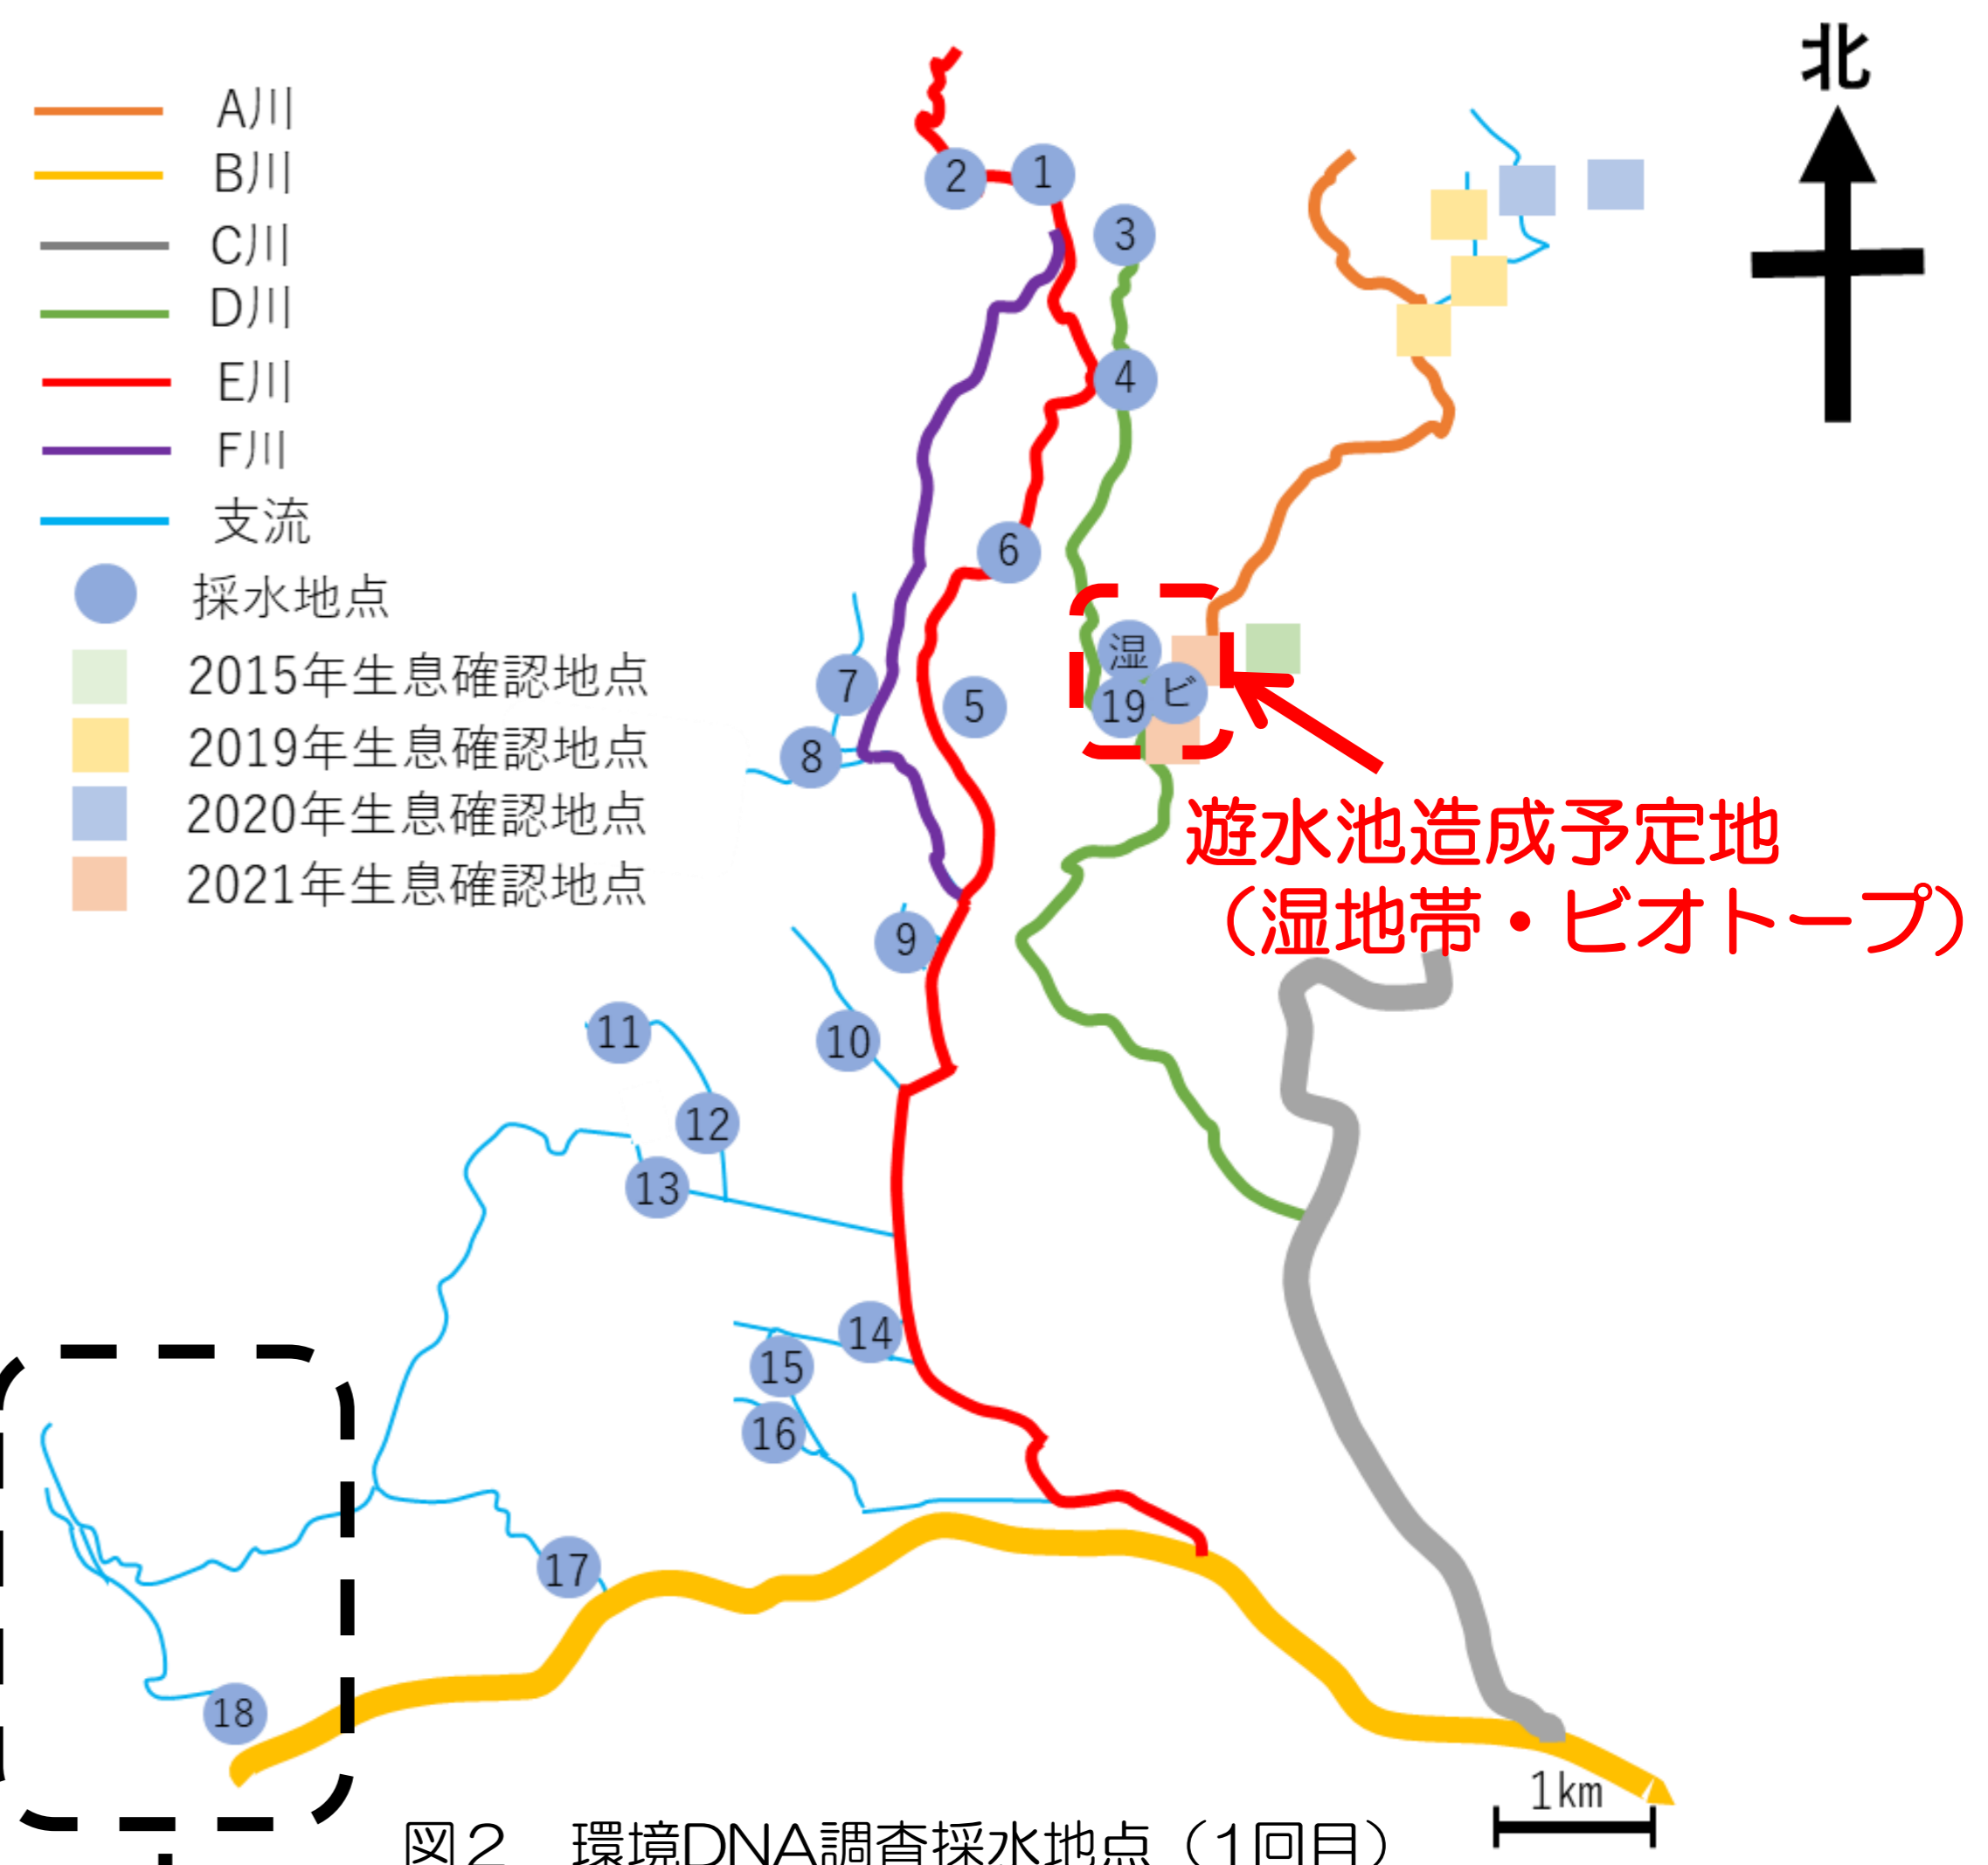 北
A川
B川
C川
D川
E川
F川
支流
採水地点
2015年生息確認地点
2019年生息確認地点
2020年生息確認地点
2021年生息確認地点
2
1
3
4
6
湿
7
5
19
ビ
8
遊水池造成予定地
（湿地帯・ビオトープ）
9
10
11
12
13
14
15
16
17
18
1km
図２ 環境DNA調査採水地点（1回目）